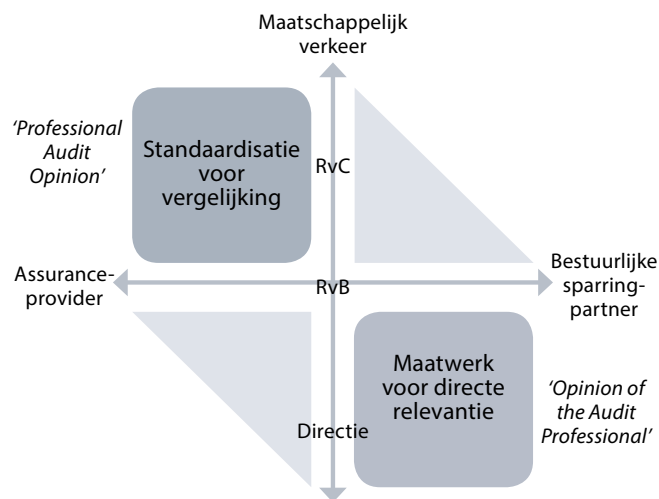 Maatschappelijk
verkeer
‘Professional
Audit
Opinion’
Standaardisatie
voor
vergelijking
RvC
Assurance-
provider
RvB
Bestuurlijke
sparring-
partner
Maatwerk
voor directe
relevantie
‘Opinion of
the Audit
Professional’
Directie